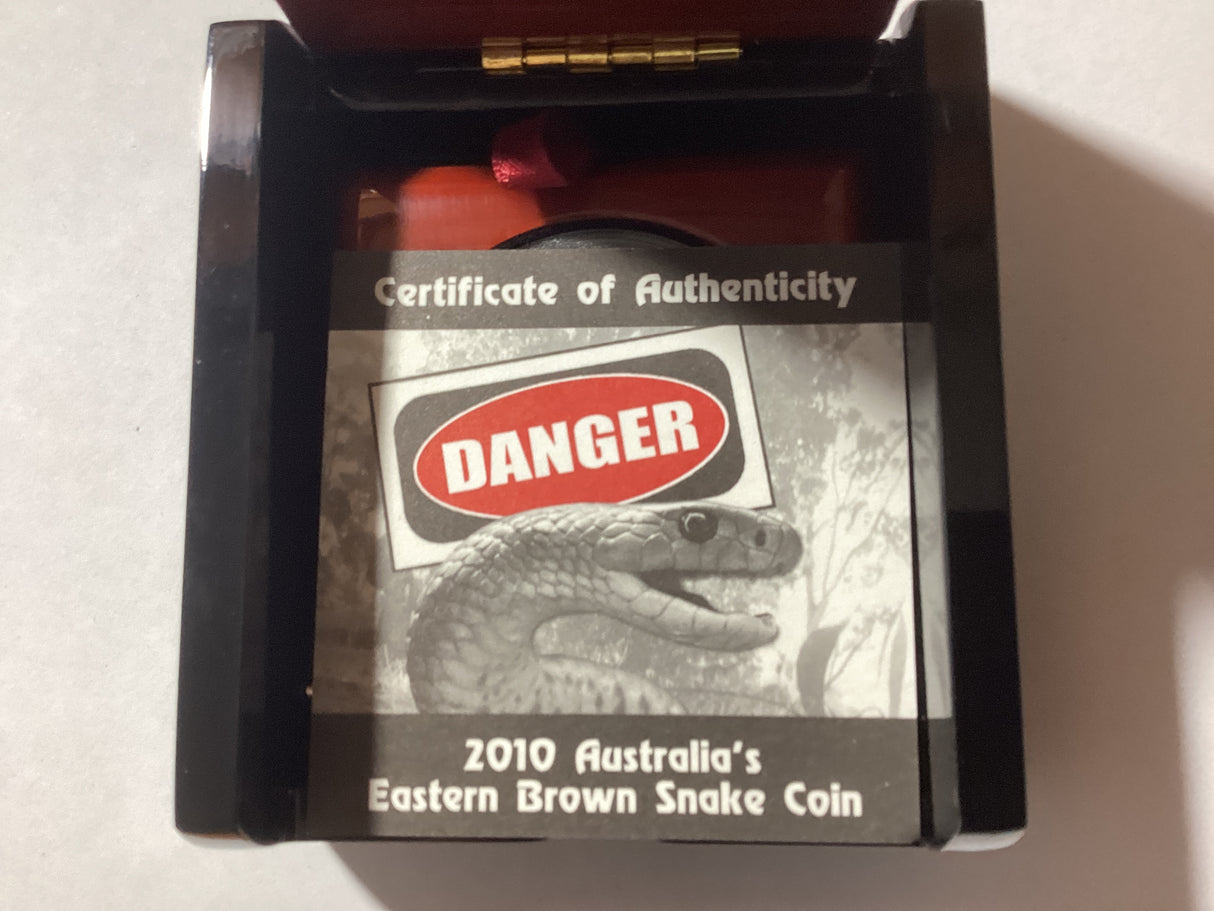 Certificate of Authenticity
DANGER
2010 Australia's
Eastern Brown Snake Coin